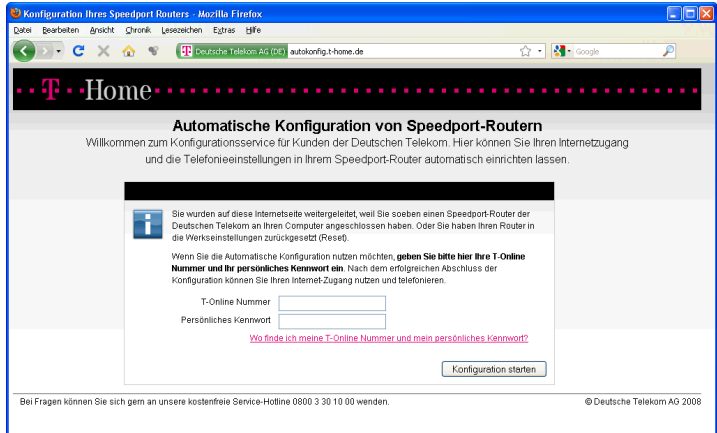 Konfiguration Ihres Speedport Routers - Mozilla Firefox
Datei Bearbeiten Ansicht Chronik Lesezeichen Extras Hilfe
Deutsche Telekom AG (DE) autokonfig.t-home.de Google
T Home
Automatische Konfiguration von Speedport-Routern
Willkommen zum Konfigurationsservice für Kunden der Deutschen Telekom. Hier können Sie Ihren Internetzugang
und die Telefonieeinstellungen in Ihrem Speedport-Router automatisch einrichten lassen.
Sie wurden auf diese Internetseite weitergeleitet, weil Sie soeben einen Speedport-Router der
Deutschen Telekom an Ihren Computer angeschlossen haben. Oder Sie haben Ihren Router in
die Werkseinstellungen zurückgesetzt (Reset).
Wenn Sie die Automatische Konfiguration nutzen möchten, geben Sie bitte hier Ihre T-Online
Nummer und Ihr persönliches Kennwort ein. Nach dem erfolgreichen Abschluss der
Konfiguration können Sie Ihren Internet-Zugang nutzen und telefonieren.
T-Online Nummer
Persönliches Kennwort
Wo finde ich meine T-Online Nummer und mein persönliches Kennwort?
Konfiguration starten
Bei Fragen können Sie sich gern an unsere kostenfreie Service-Hotline 0800 3 30 10 00 wenden. © Deutsche Telekom AG 2008